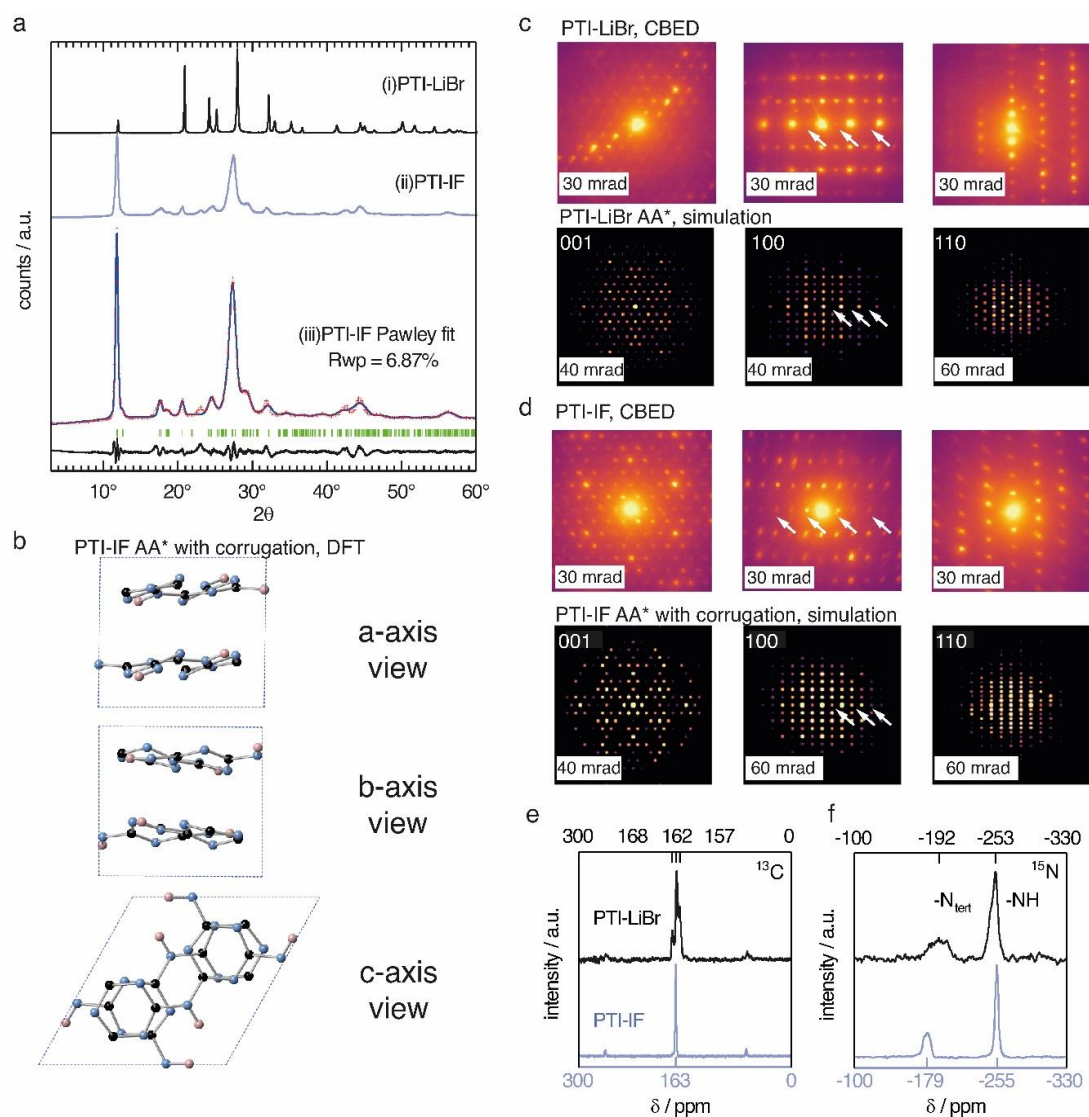 a
(i)PTI-LiBr
(ii)PTI-IF
(iii)PTI-IF Pawley fit
Rwp = 6.87%
counts / a.u.
10° 20° 30° 40° 50° 60°
2θ
b
PTI-IF AA* with corrugation, DFT
a-axis
view
b-axis
view
c-axis
view
c
PTI-LiBr, CBED
30 mrad
30 mrad
30 mrad
PTI-LiBr AA*, simulation
001
100
110
40 mrad
40 mrad
60 mrad
d
PTI-IF, CBED
30 mrad
30 mrad
30 mrad
PTI-IF AA* with corrugation, simulation
001
100
110
40 mrad
60 mrad
60 mrad
e
300 168 162 157 0
13C
PTI-LiBr
PTI-IF
intensity / a.u.
300 163 0
δ / ppm
f
-100 -192 -253 -330
15N
-Ntert
-NH
intensity / a.u.
-100 -179 -255 -330
δ / ppm